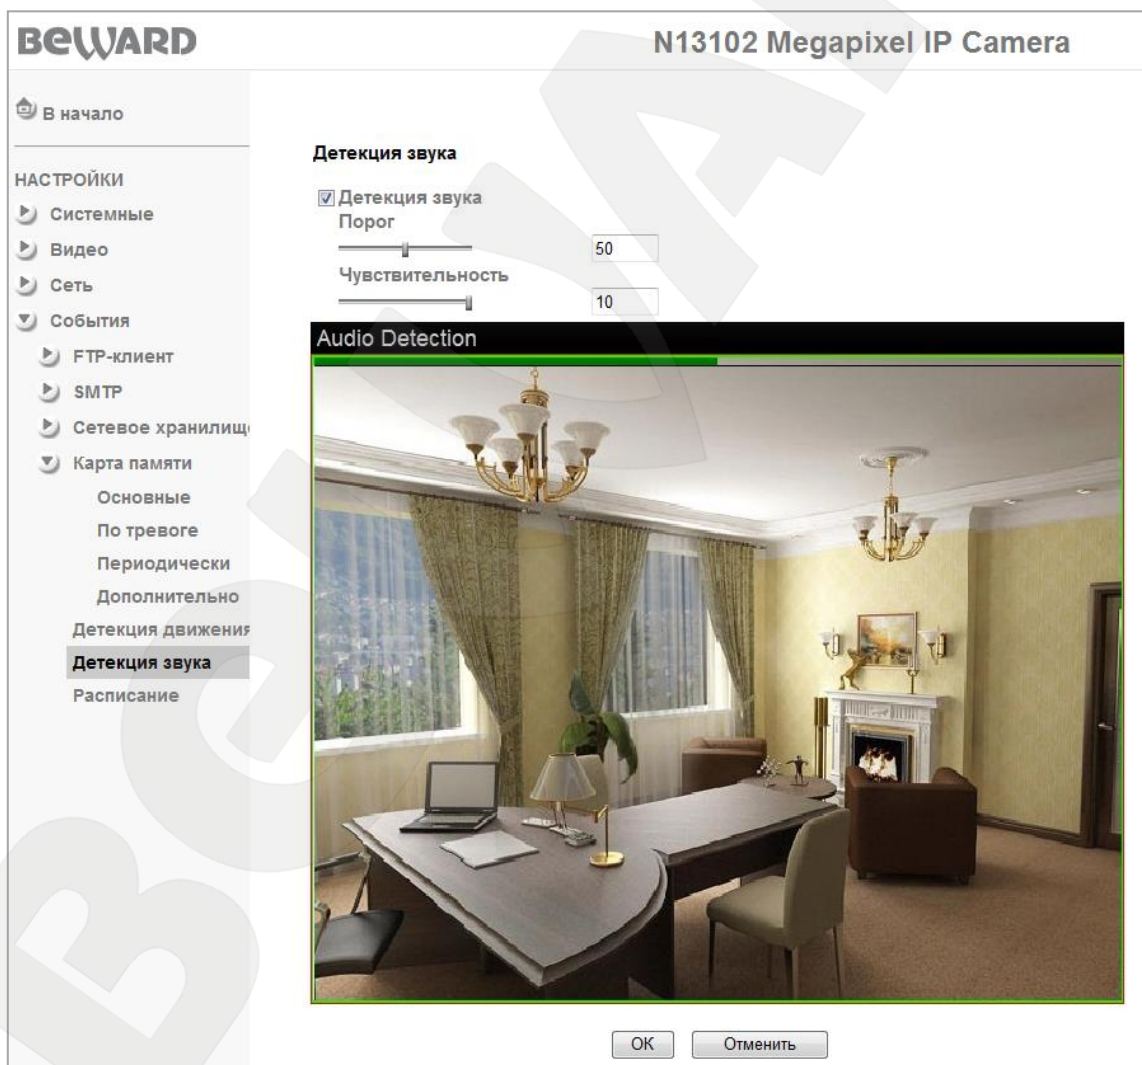 BEWARD
N13102 Megapixel IP Camera
В начало
НАСТРОЙКИ
Системные
Видео
Сеть
События
FTP-клиент
SMTP
Сетевое хранилищ
Карта памяти
Основные
По тревоге
Периодически
Дополнительно
Детекция движения
Детекция звука
Расписание
Детекция звука
Детекция звука
Порог
50
Чувствительность
10
Audio Detection
ОК
Отменить